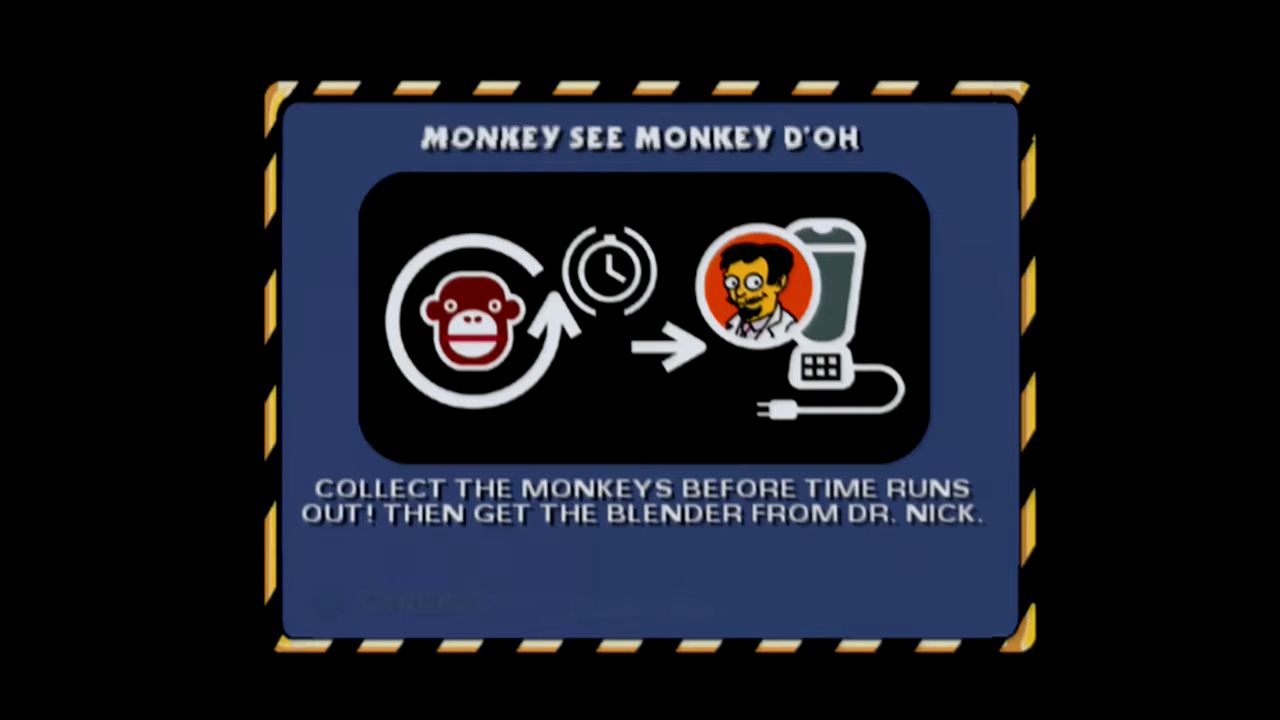 MONKEY SEE MONKEY D'OH
COLLECT THE MONKEYS BEFORE TIME RUNS
OUT! THEN GET THE BLENDER FROM DR. NICK.